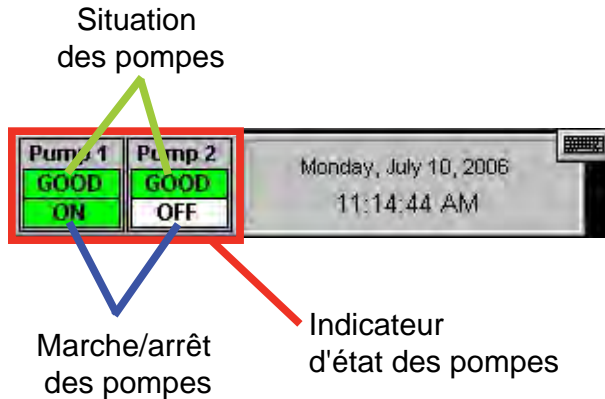 Situation
des pompes
Pump 1 Pump 2
GOOD GOOD
ON OFF
Monday, July 10, 2006
11:14:44 AM
Marche/arrêt
des pompes
Indicateur
d'état des pompes